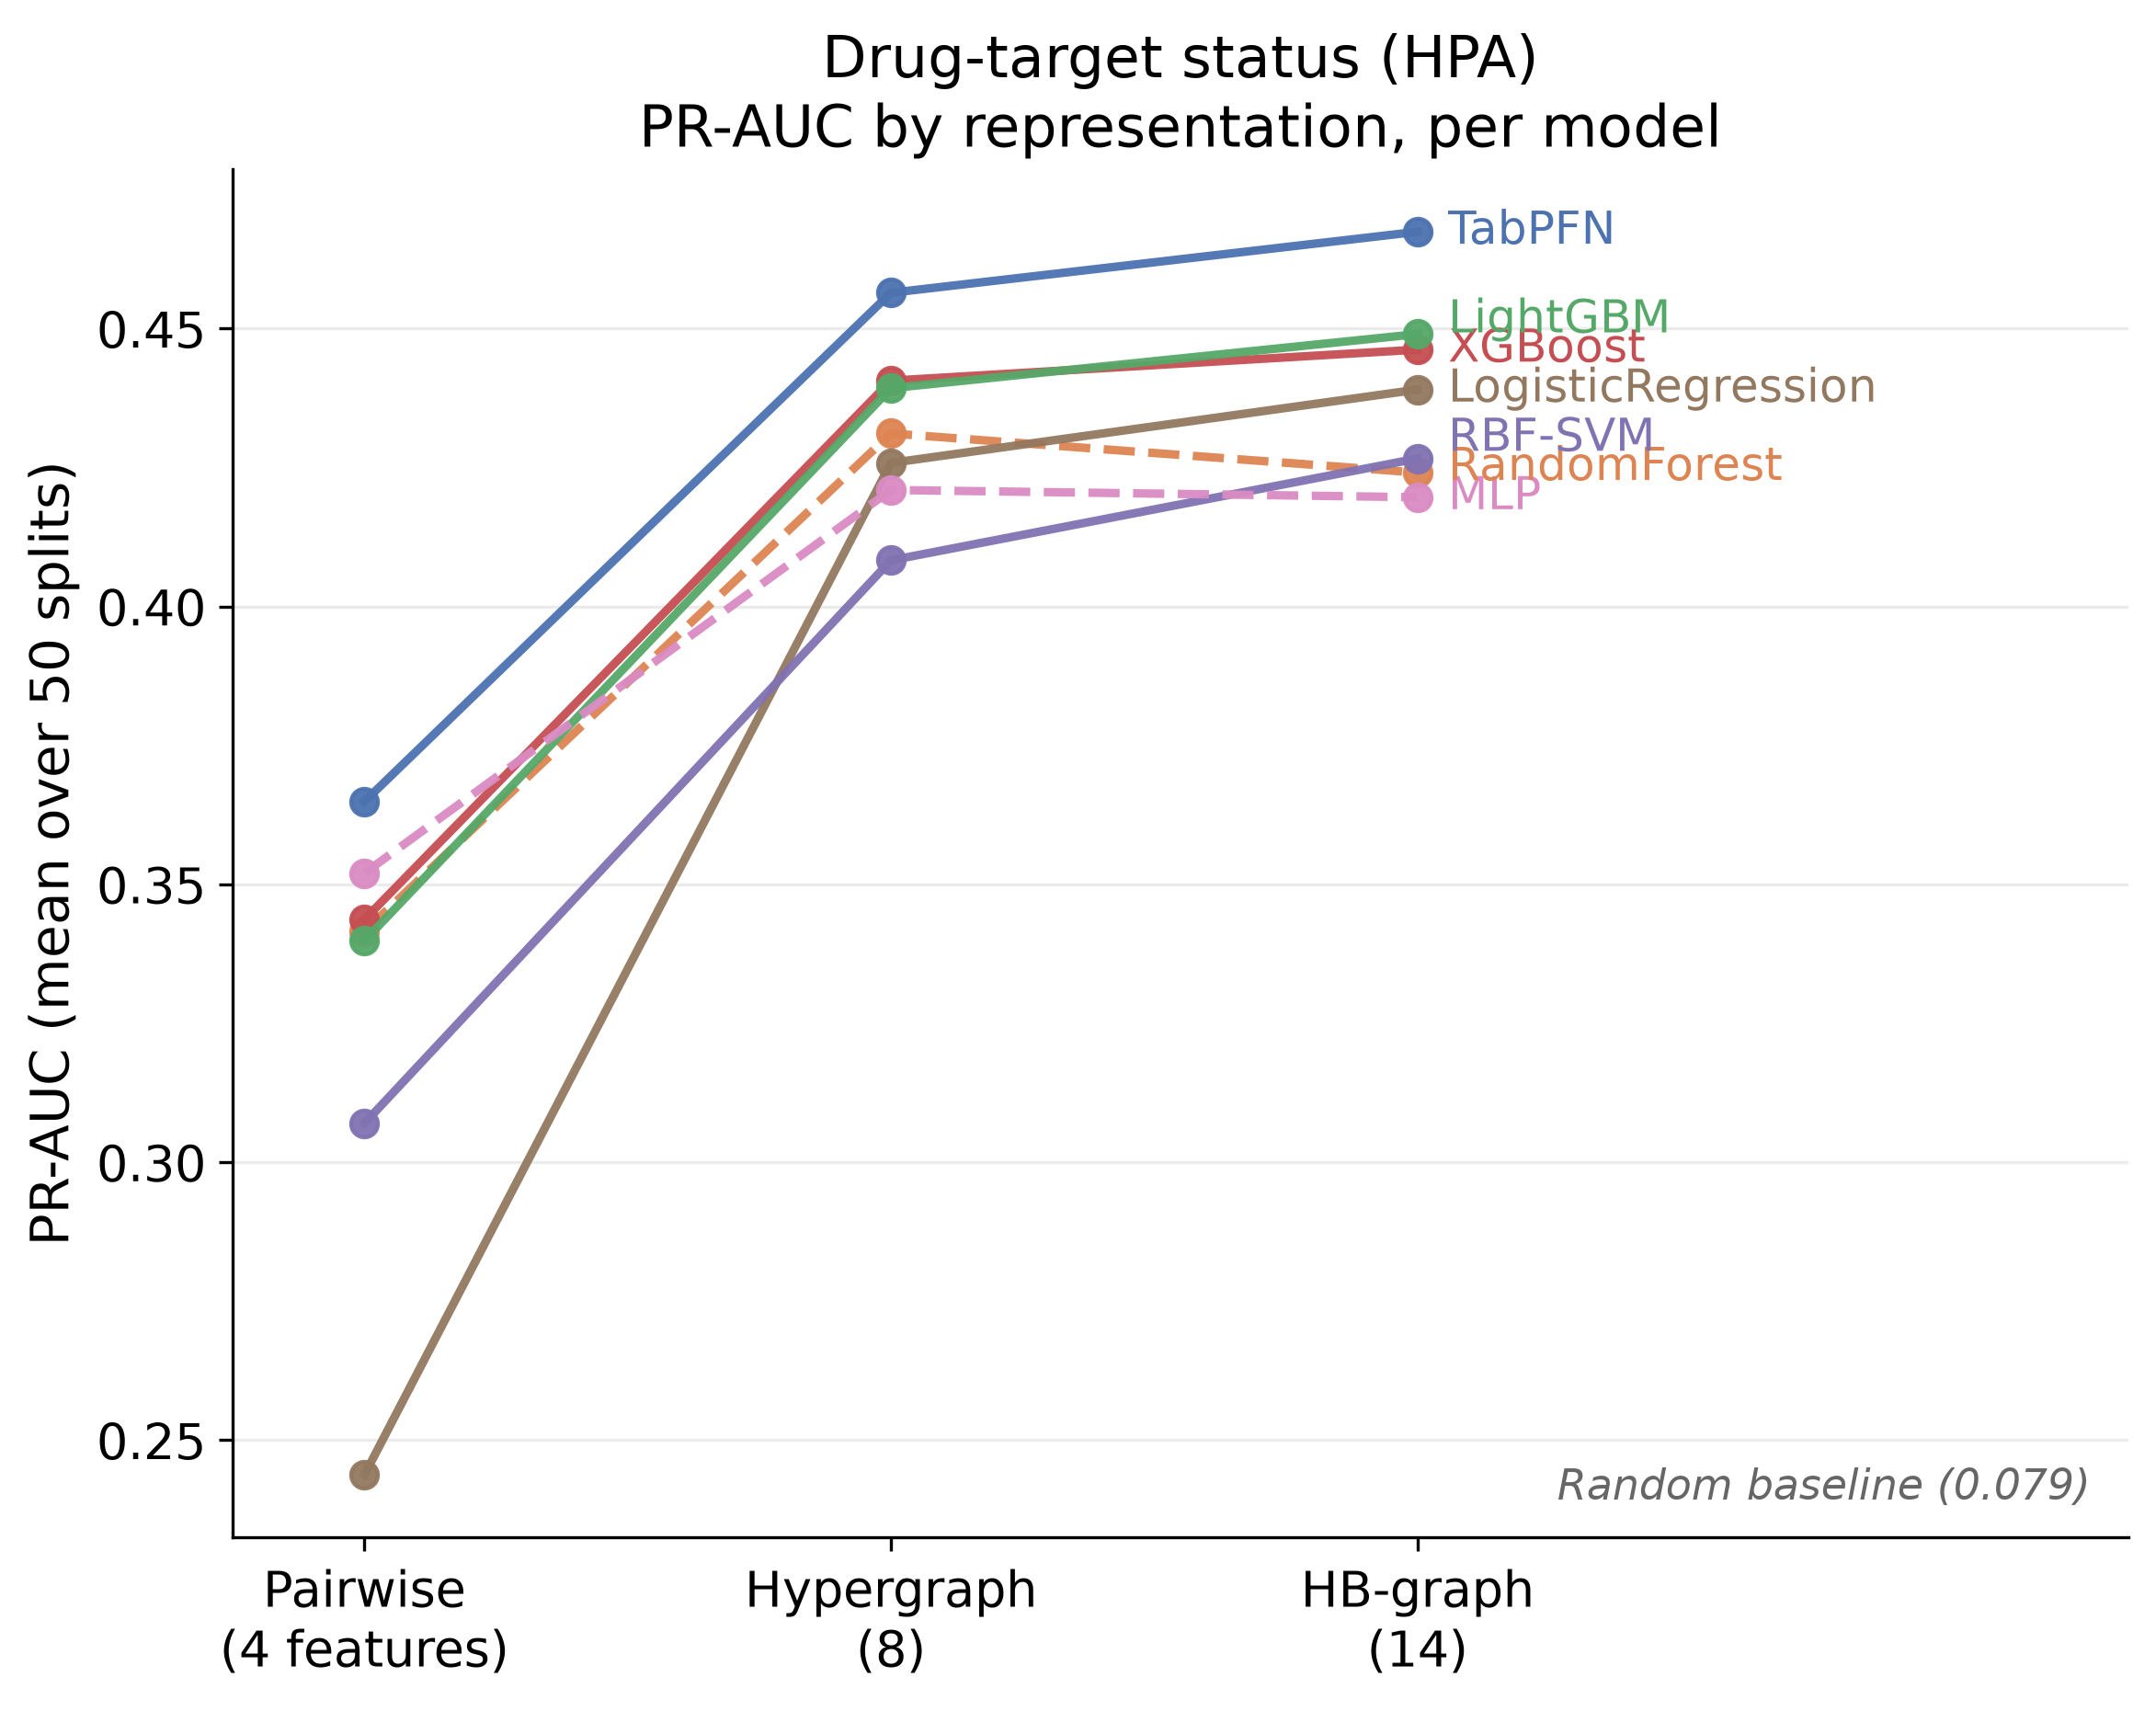 Drug-target status (HPA)
PR-AUC by representation, per model
PR-AUC (mean over 50 splits)
0.45
0.40
0.35
0.30
0.25
TabPFN
LightGBM
XGBoost
LogisticRegression
RBF-SVM
RandomForest
MLP
Random baseline (0.079)
Pairwise
(4 features)
Hypergraph
(8)
HB-graph
(14)